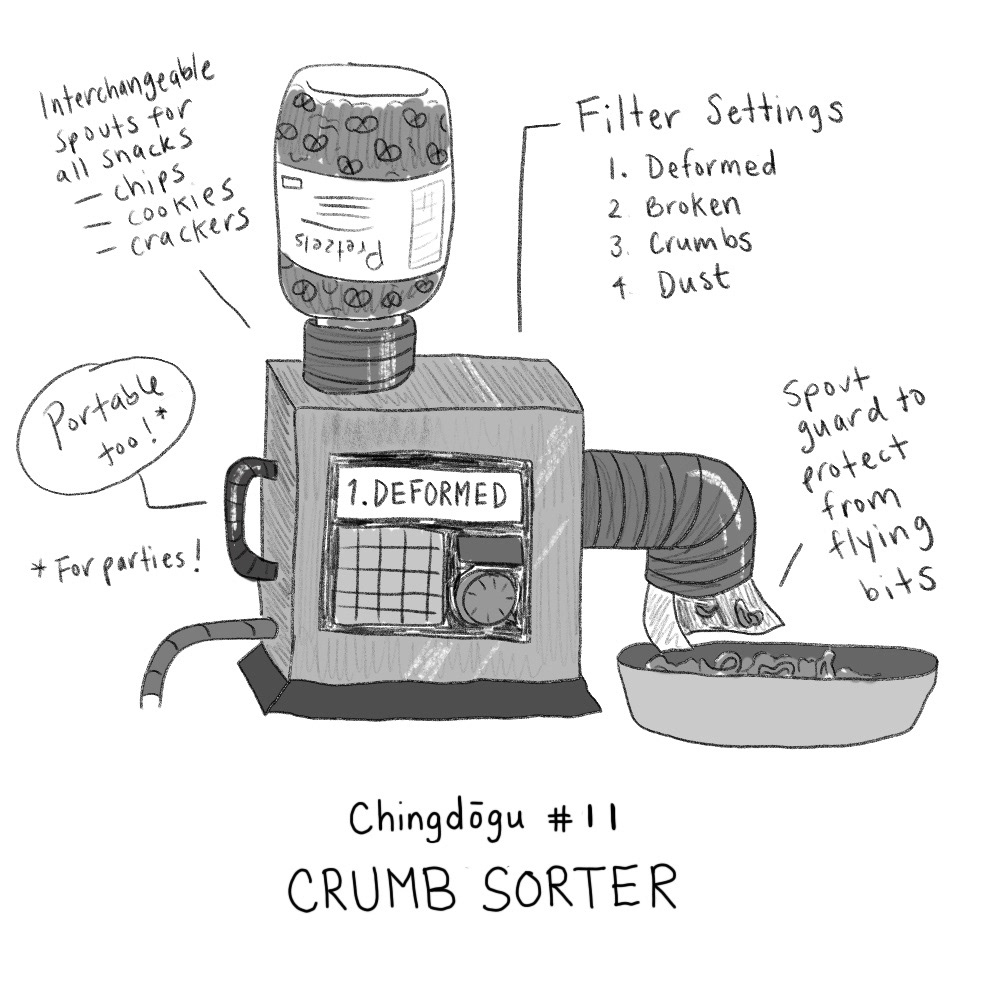 Interchangeable
spouts for
all snacks
– chips
– cookies
– crackers
Pretzels
Filter Settings
1. Deformed
2 Broken
3. Crumbs
4. Dust
Portable
too!*
*For parties!
1. DEFORMED
Spout
guard to
protect
from
flying
bits
Chingdōgu #11
CRUMB SORTER